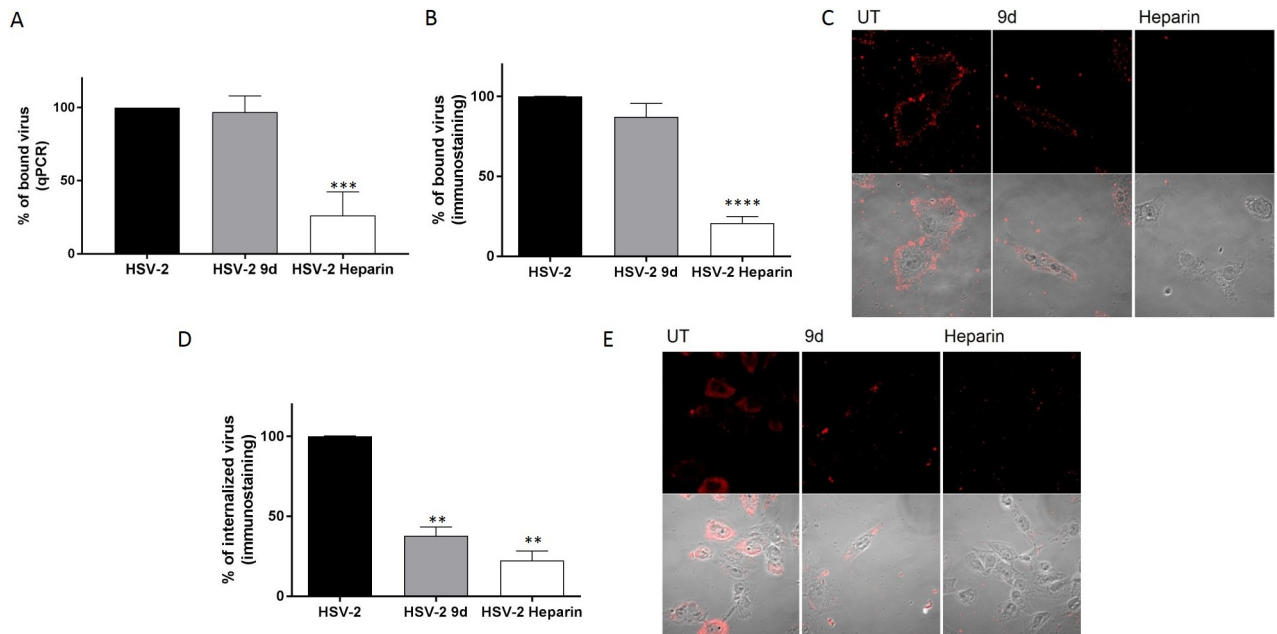 A
% of bound virus
(qPCR)
100
50
0
***
HSV-2
HSV-2 9d
HSV-2 Heparin
B
% of bound virus
(immunostaining)
100
50
0
****
HSV-2
HSV-2 9d
HSV-2 Heparin
C
UT
9d
Heparin
D
% of internalized virus
(immunostaining)
100
50
0
**
**
HSV-2
HSV-2 9d
HSV-2 Heparin
E
UT
9d
Heparin